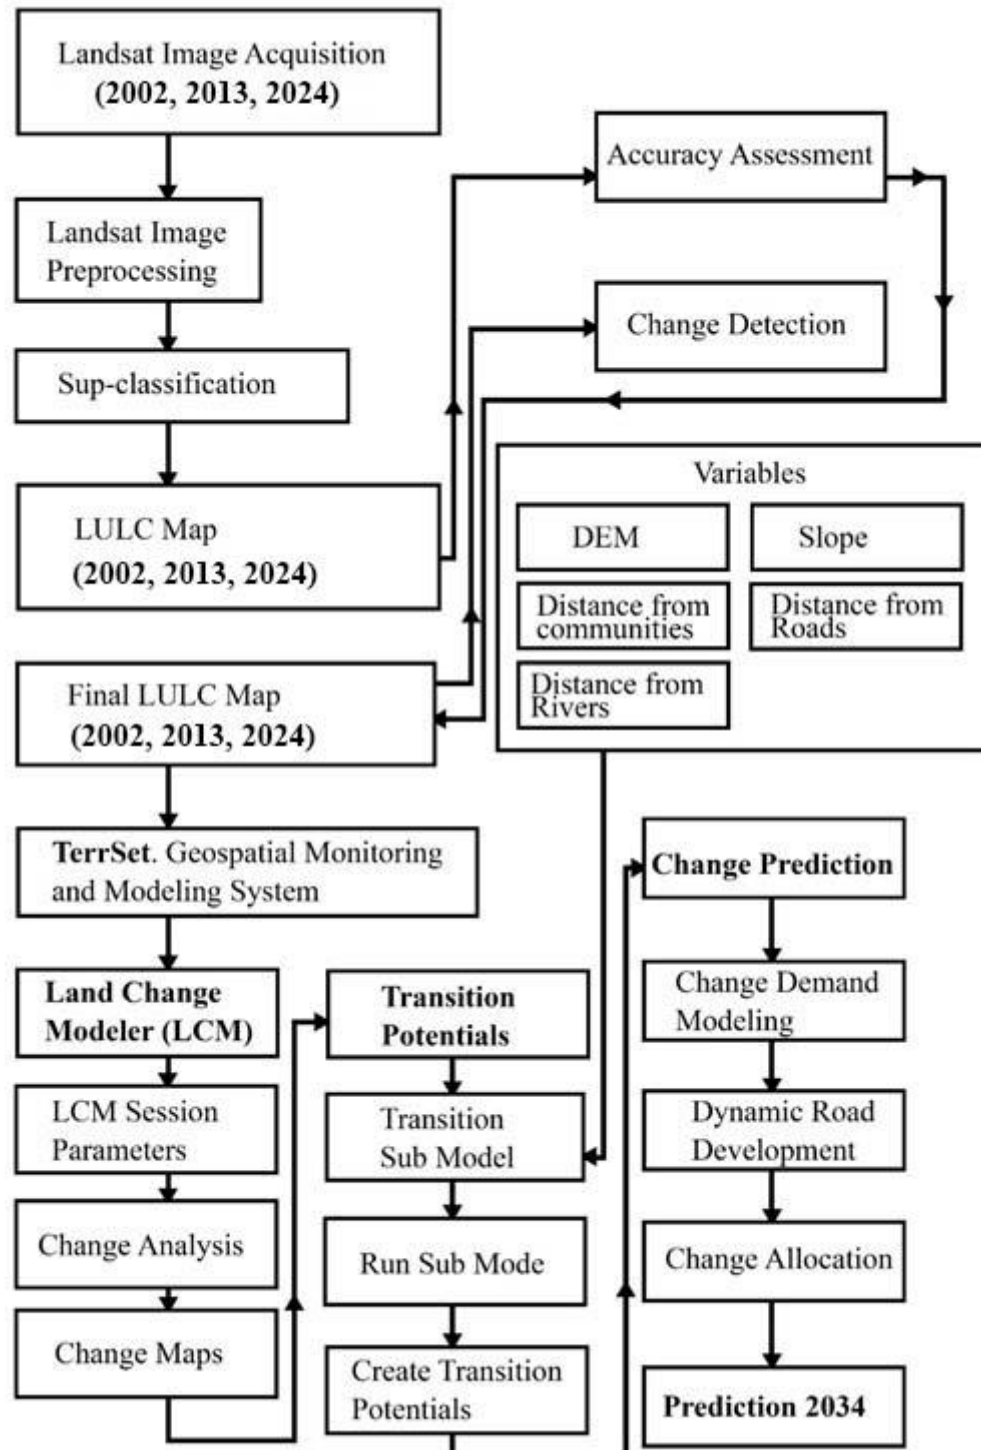 Landsat Image Acquisition
(2002, 2013, 2024)
Landsat Image
Preprocessing
Sup-classification
LULC Map
(2002, 2013, 2024)
Accuracy Assessment
Change Detection
Variables
DEM
Slope
Distance from
communities
Distance from
Roads
Distance from
Rivers
Final LULC Map
(2002, 2013, 2024)
TerrSet. Geospatial Monitoring
and Modeling System
Land Change
Modeler (LCM)
LCM Session
Parameters
Change Analysis
Change Maps
Transition
Potentials
Transition
Sub Model
Run Sub Mode
Create Transition
Potentials
Change Prediction
Change Demand
Modeling
Dynamic Road
Development
Change Allocation
Prediction 2034